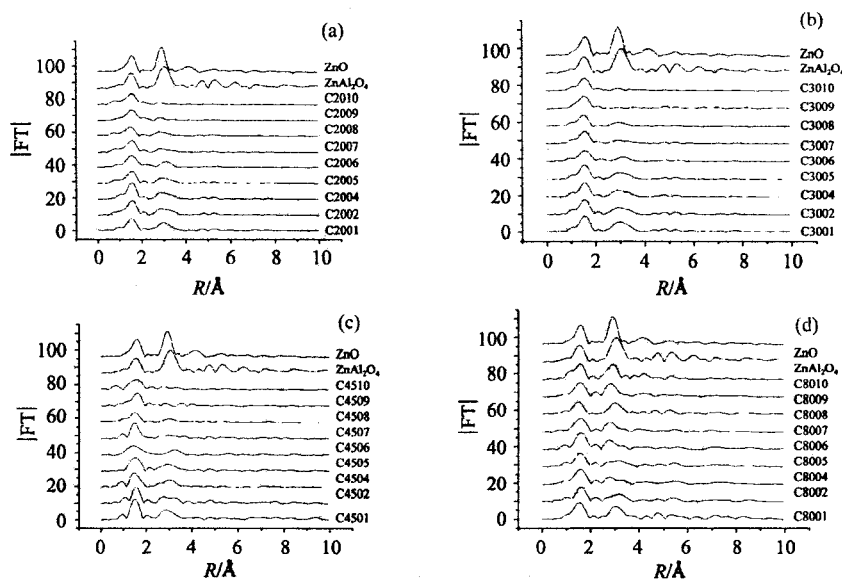 (a)
|FT|
100
80
60
40
20
0
ZnO
ZnAl₂O₄
C2010
C2009
C2008
C2007
C2006
C2005
C2004
C2002
C2001
0 2 4 6 8 10
R/Å
(b)
|FT|
100
80
60
40
20
0
ZnO
ZnAl₂O₄
C3010
C3009
C3008
C3007
C3006
C3005
C3004
C3002
C3001
0 2 4 6 8 10
R/Å
(c)
|FT|
100
80
60
40
20
0
ZnO
ZnAl₂O₄
C4510
C4509
C4508
C4507
C4506
C4505
C4504
C4502
C4501
0 2 4 6 8 10
R/Å
(d)
|FT|
100
80
60
40
20
0
ZnO
ZnAl₂O₄
C8010
C8009
C8008
C8007
C8006
C8005
C8004
C8002
C8001
0 2 4 6 8 10
R/Å